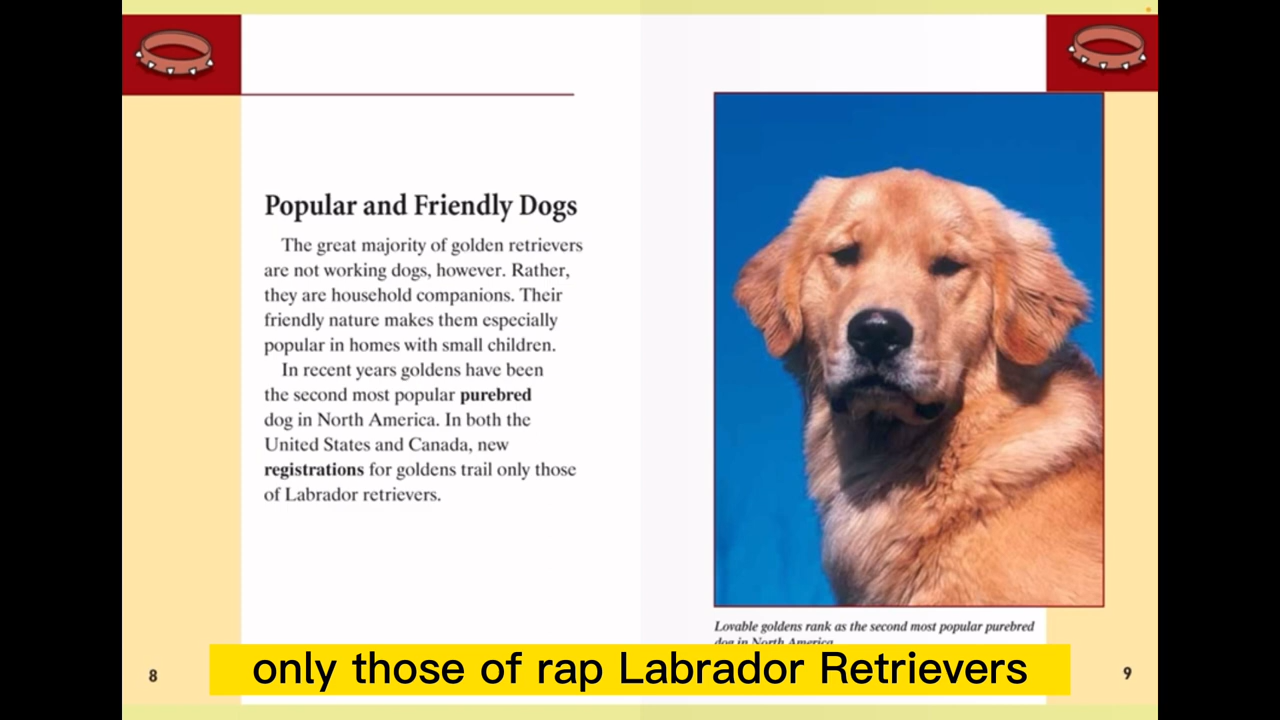 Popular and Friendly Dogs
The great majority of golden retrievers
are not working dogs, however. Rather,
they are household companions. Their
friendly nature makes them especially
popular in homes with small children.
In recent years goldens have been
the second most popular purebred
dog in North America. In both the
United States and Canada, new
registrations for goldens trail only those
of Labrador retrievers.
Lovable goldens rank as the second most popular purebred
dog in North America
8
9
only those of rap Labrador Retrievers